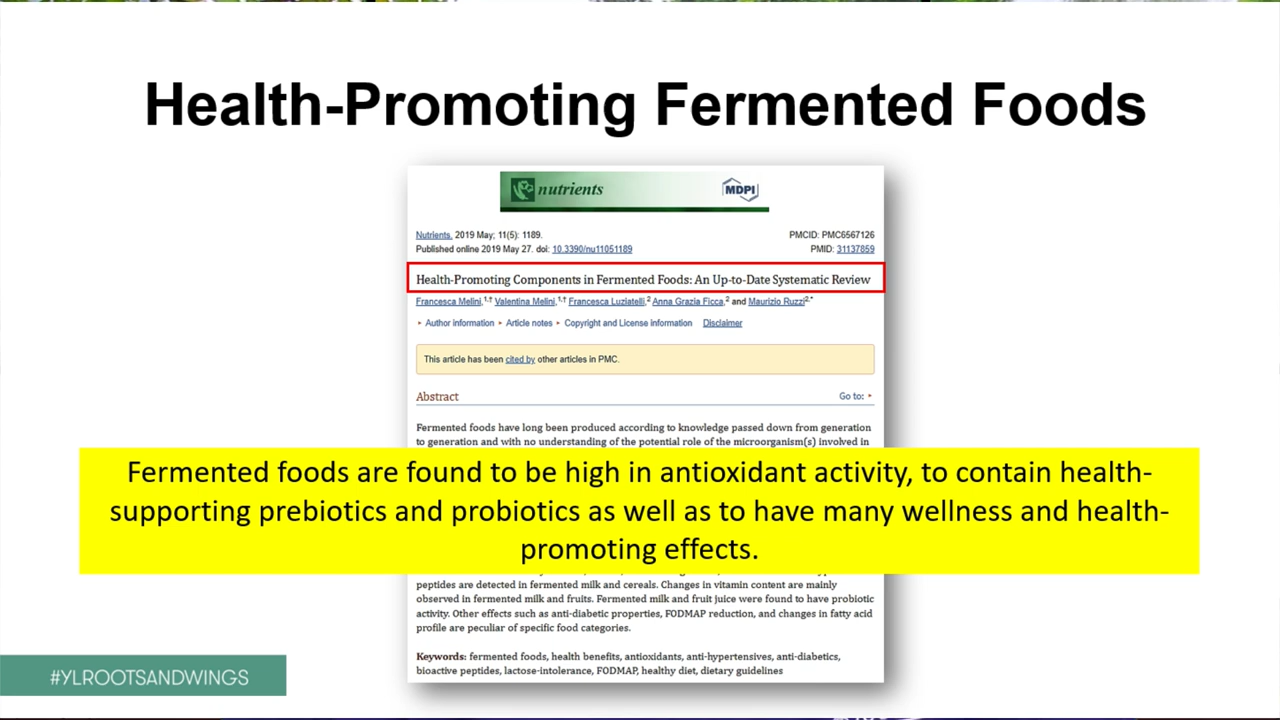 Health-Promoting Fermented Foods
nutrients
MDPI
Nutrients. 2019 May; 11(5): 1189.
PMCID: PMC6567126
Published online 2019 May 27. doi: 10.3390/nu11051189
PMID: 31137859
Health-Promoting Components in Fermented Foods: An Up-to-Date Systematic Review
Francesca Melini,1,† Valentina Melini,1,† Francesca Luziatelli,2 Anna Grazia Ficca,2 and Maurizio Ruzzi2,*
▸ Author information ▸ Article notes ▸ Copyright and License information Disclaimer
This article has been cited by other articles in PMC.
Abstract
Go to: ▸
Fermented foods have long been produced according to knowledge passed down from generation
to generation and with no understanding of the potential role of the microorganism(s) involved in
Fermented foods are found to be high in antioxidant activity, to contain health-
supporting prebiotics and probiotics as well as to have many wellness and health-
promoting effects.
peptides are detected in fermented milk and cereals. Changes in vitamin content are mainly
observed in fermented milk and fruits. Fermented milk and fruit juice were found to have probiotic
activity. Other effects such as anti-diabetic properties, FODMAP reduction, and changes in fatty acid
profile are peculiar of specific food categories.
Keywords: fermented foods, health benefits, antioxidants, anti-hypertensives, anti-diabetics,
bioactive peptides, lactose-intolerance, FODMAP, healthy diet, dietary guidelines
#YLROOTSANDWINGS